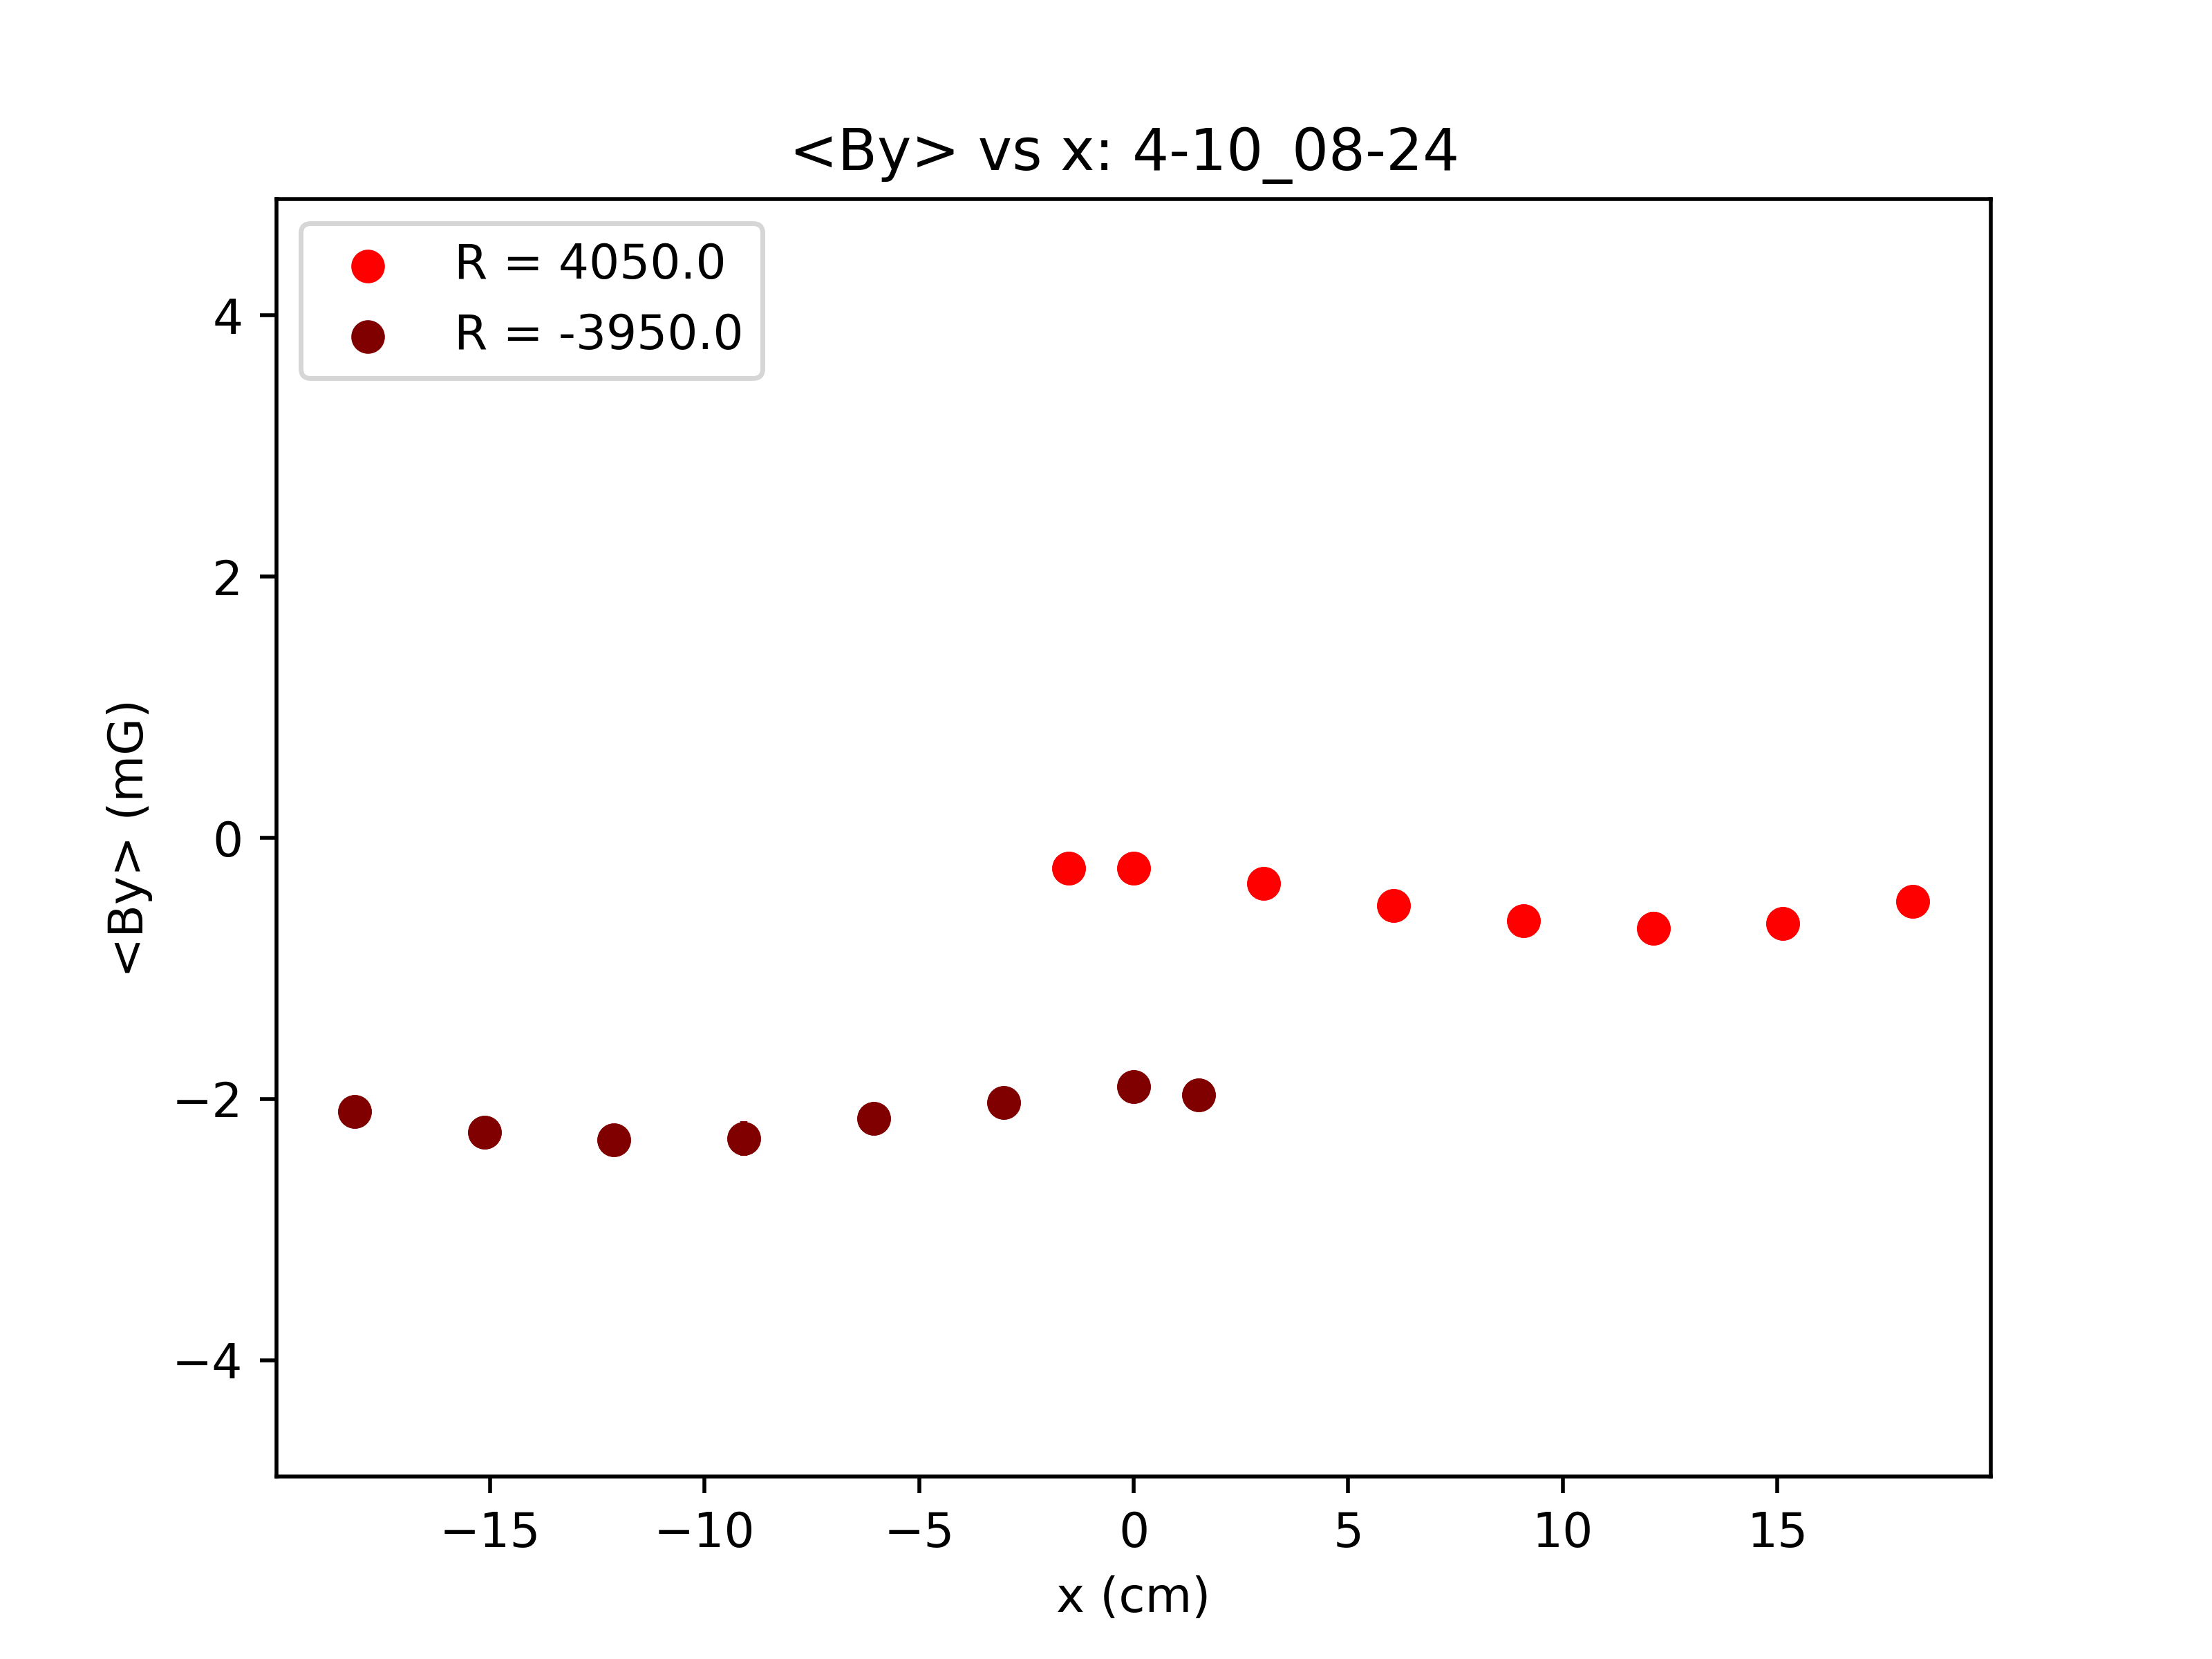 <By> vs x: 4-10_08-24
R = 4050.0
R = -3950.0
4
2
0
−2
−4
<By> (mG)
−15 −10 −5 0 5 10 15
x (cm)